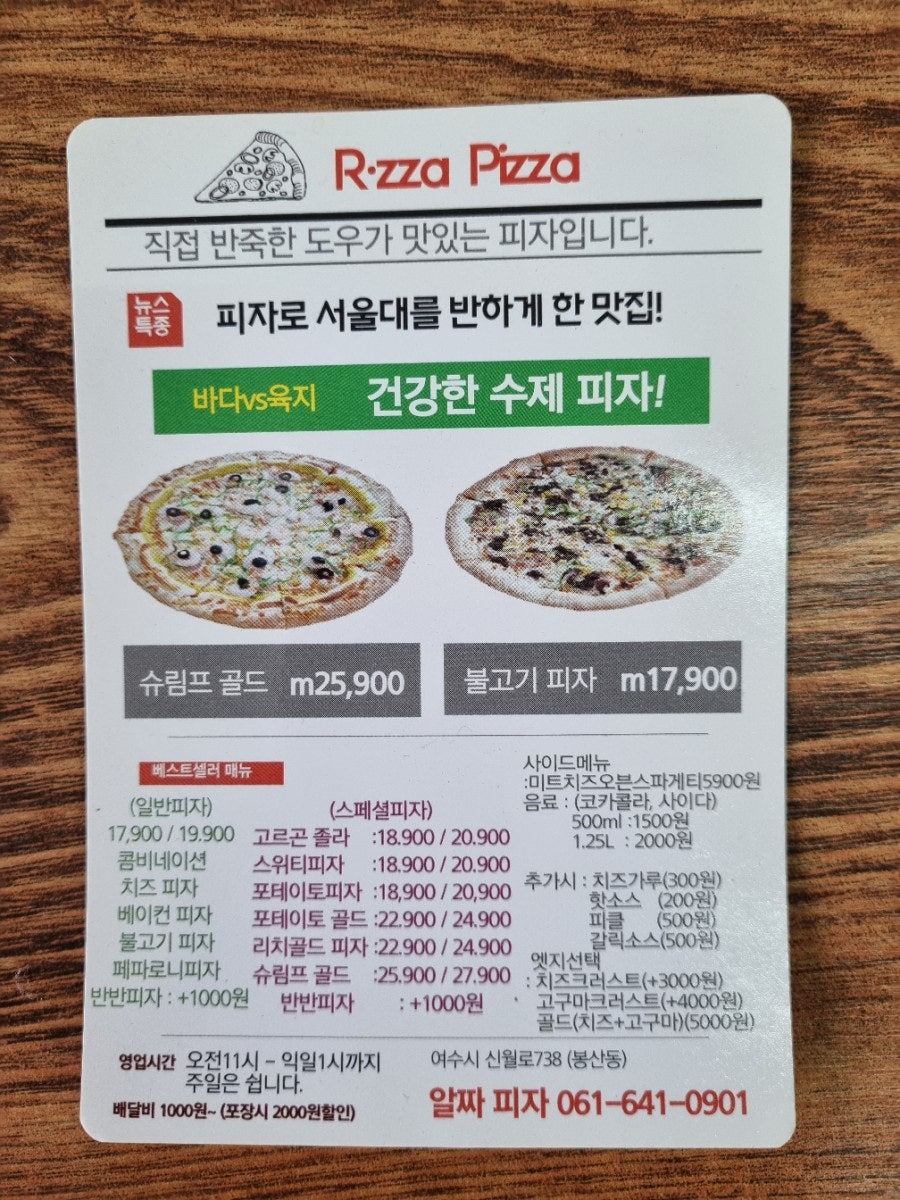 R·zza Pizza
직접 반죽한 도우가 맛있는 피자입니다.
뉴스
특종
피자로 서울대를 반하게 한 맛집!
바다vs육지 건강한 수제 피자!
슈림프 골드 m25,900
불고기 피자 m17,900
베스트셀러 매뉴
(일반피자)
17,900 / 19.900
콤비네이션
치즈 피자
베이컨 피자
불고기 피자
페파로니피자
반반피자 : +1000원
(스페셜피자)
고르곤 졸라 :18.900 / 20.900
스위티피자 :18.900 / 20.900
포테이토피자 :18,900 / 20,900
포테이토 골드 :22.900 / 24.900
리치골드 피자 :22.900 / 24.900
슈림프 골드 :25.900 / 27.900
반반피자 : +1000원
사이드메뉴
:미트치즈오븐스파게티5900원
음료 : (코카콜라, 사이다)
500ml :1500원
1.25L : 2000원
추가시 : 치즈가루(300원)
핫소스 (200원)
피클 (500원)
갈릭소스(500원)
엣지선택
: 치즈크러스트(+3000원)
고구마크러스트(+4000원)
골드(치즈+고구마)(5000원)
영업시간 오전11시 - 익일1시까지
주일은 쉽니다.
배달비 1000원~ (포장시 2000원할인)
여수시 신월로738 (봉산동)
알짜 피자 061-641-0901